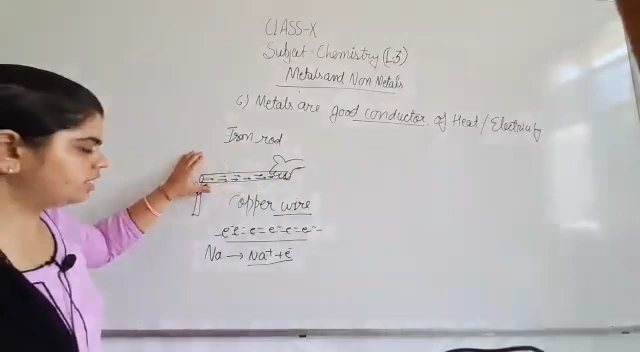 CLASS-X
Subject-Chemistry (L3)
Metals and Non Metals
6) Metals are good conductor of Heat/Electricity
Iron rod
Copper wire
e⁻ e⁻ e⁻ e⁻ e⁻ e⁻
Na → Na⁺ + e⁻